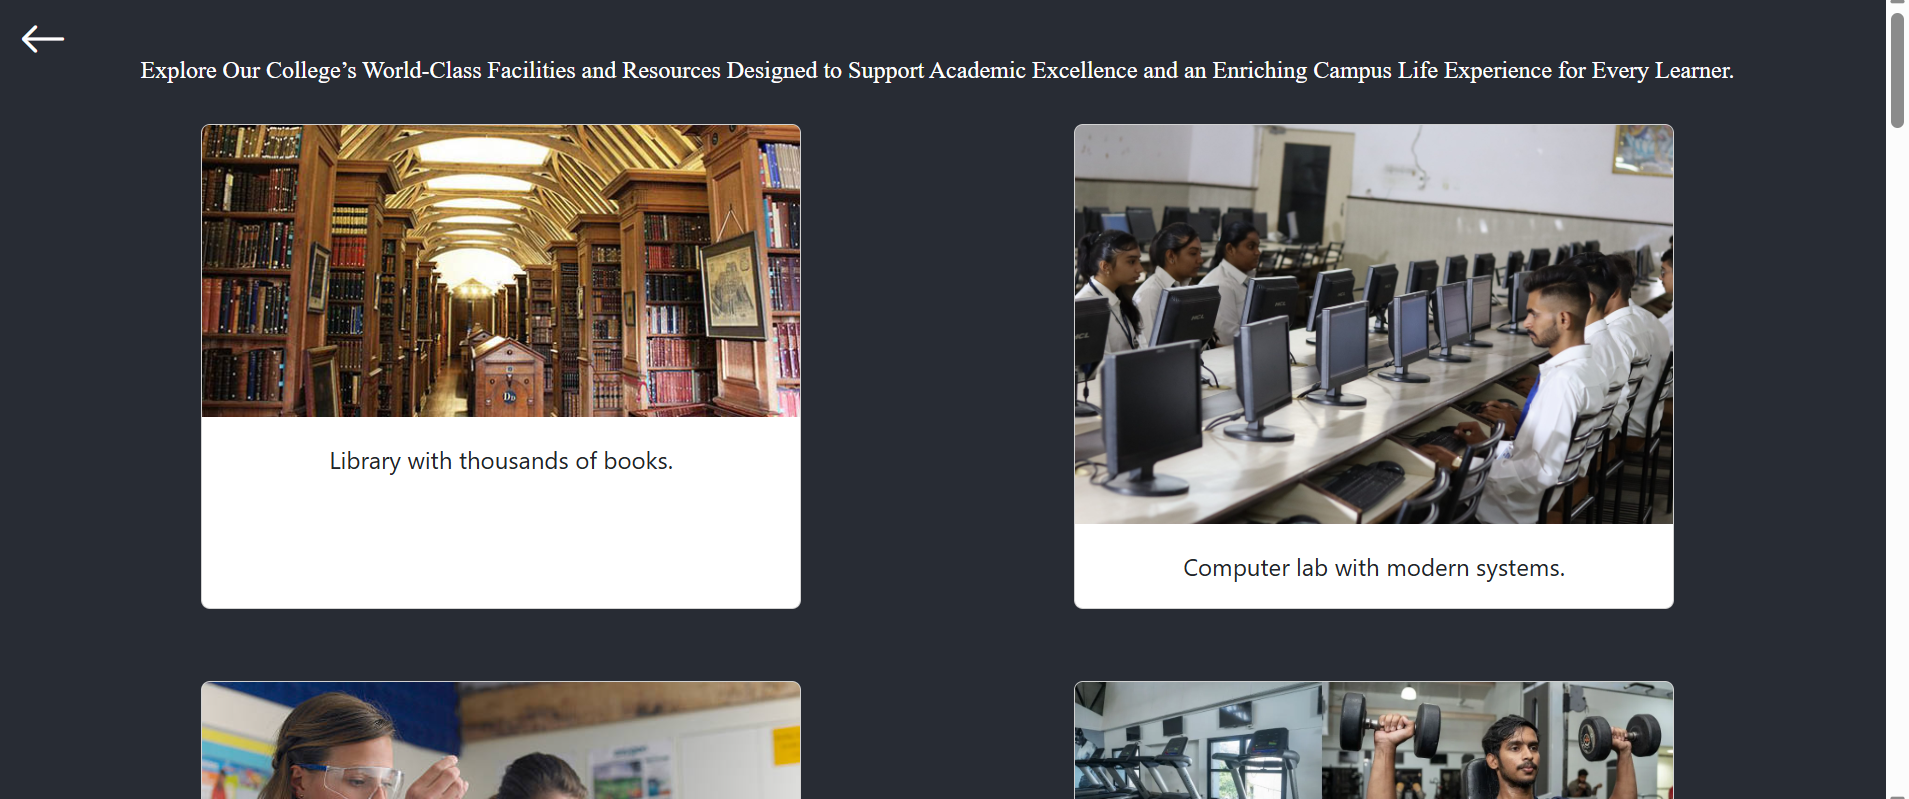 Explore Our College’s World-Class Facilities and Resources Designed to Support Academic Excellence and an Enriching Campus Life Experience for Every Learner.
Library with thousands of books.
Computer lab with modern systems.